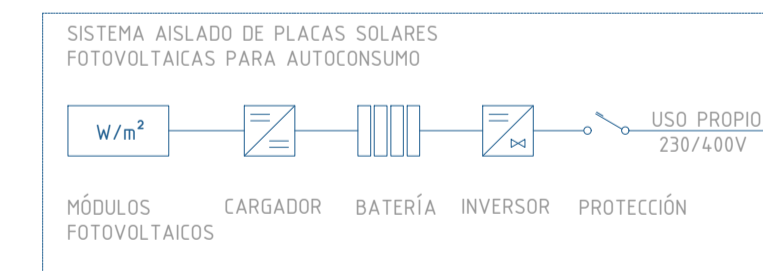 SISTEMA AISLADO DE PLACAS SOLARES
FOTOVOLTAICAS PARA AUTOCONSUMO
W/m²
USO PROPIO
230/400V
MÓDULOS
FOTOVOLTAICOS
CARGADOR
BATERÍA
INVERSOR
PROTECCIÓN